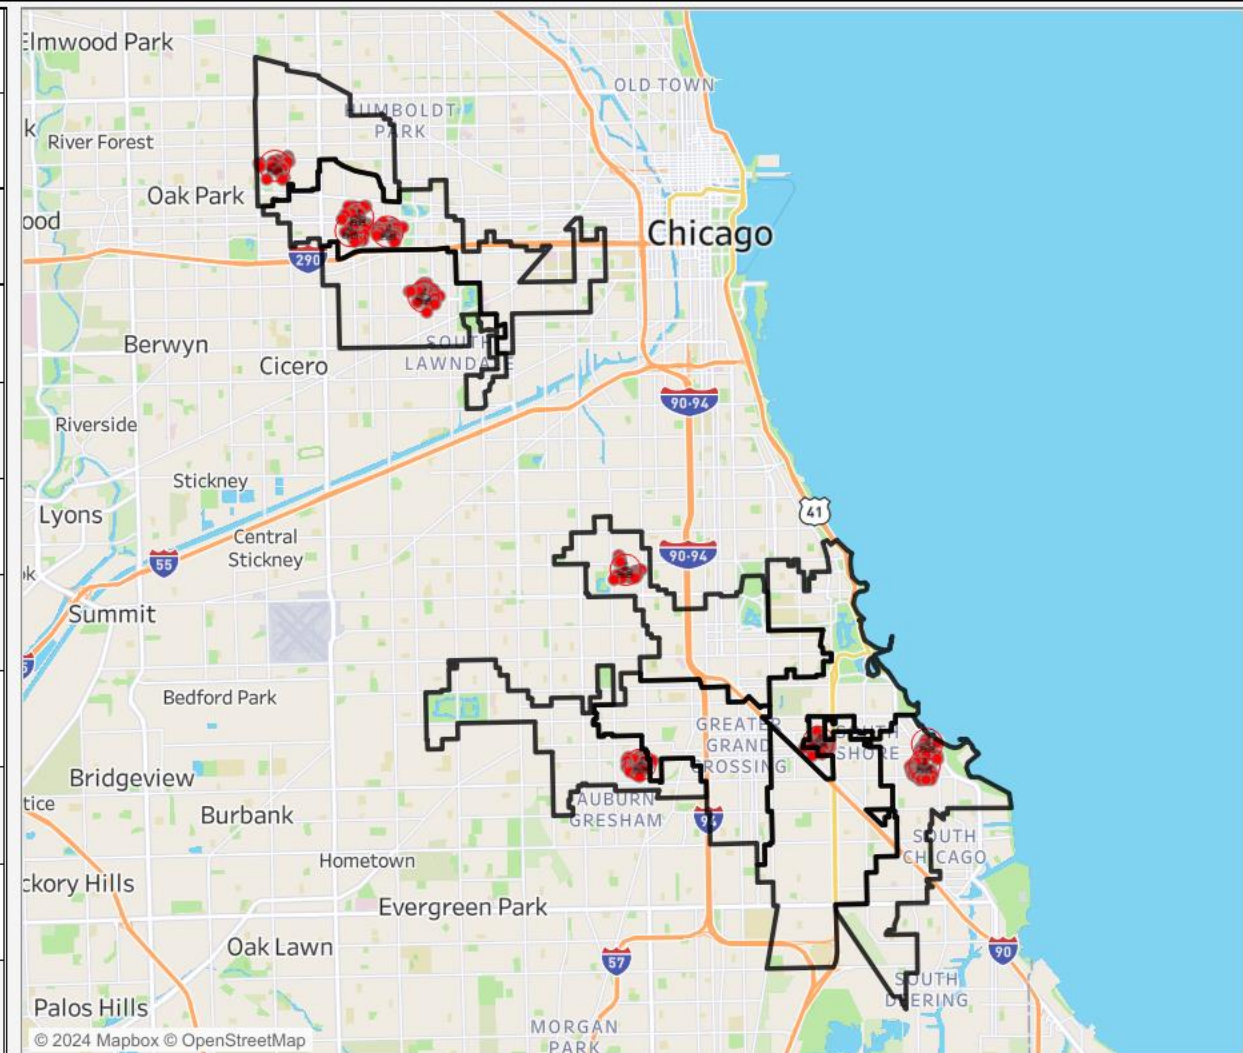 Elmwood Park
OLD TOWN
HUMBOLDT
PARK
River Forest
Oak Park
Chicago
290
Berwyn
Cicero
SOUTH
LAWNDALE
90-94
Riverside
Stickney
Lyons
41
Central
Stickney
55
90-94
Summit
Bedford Park
GREATER
GRAND
CROSSING
SOUTH
SHORE
Bridgeview
Burbank
AUBURN
GRESHAM
94
SOUTH
CHICAGO
Hometown
Hickory Hills
Evergreen Park
Oak Lawn
57
90
SOUTH
DEERING
Palos Hills
MORGAN
PARK
© 2024 Mapbox © OpenStreetMap